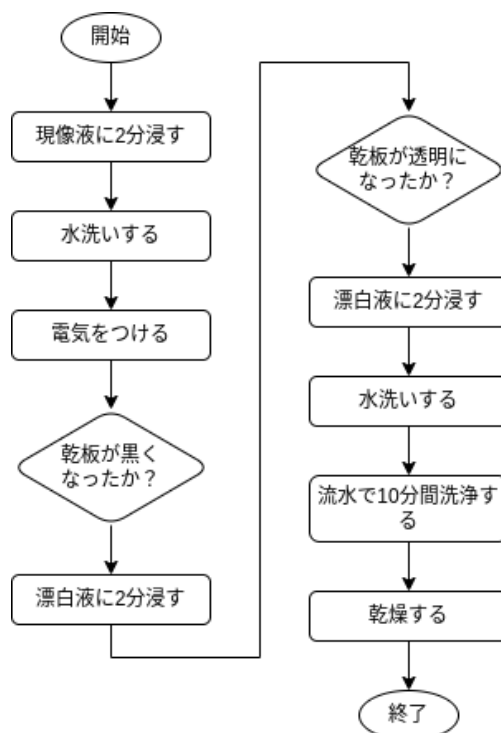 開始
現像液に2分浸す
水洗いする
電気をつける
乾板が黒く
なったか？
漂白液に2分浸す
乾板が透明に
なったか？
漂白液に2分浸す
水洗いする
流水で10分間洗浄す
る
乾燥する
終了